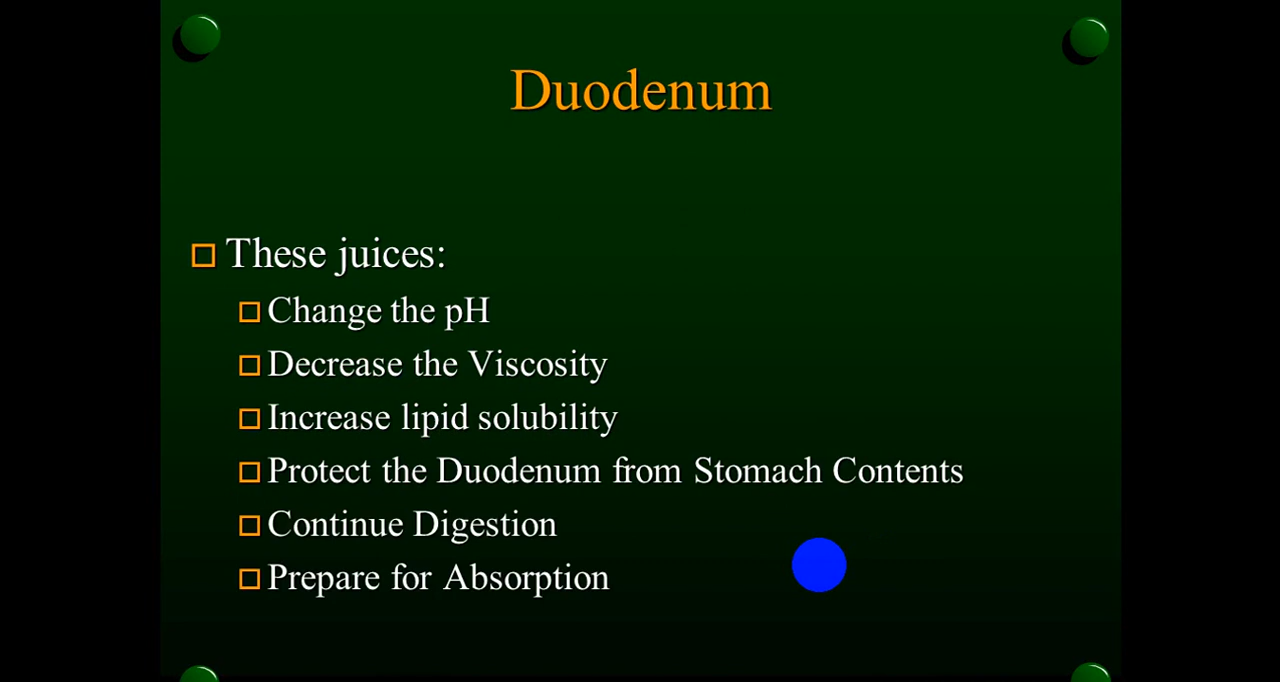 Duodenum
These juices:
Change the pH
Decrease the Viscosity
Increase lipid solubility
Protect the Duodenum from Stomach Contents
Continue Digestion
Prepare for Absorption